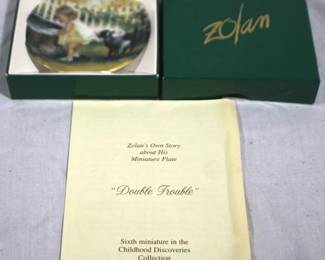 zolan
Zolan's Own Story
about His
Miniature Plate
"Double Trouble"
Sixth miniature in the
Childhood Discoveries
Collection